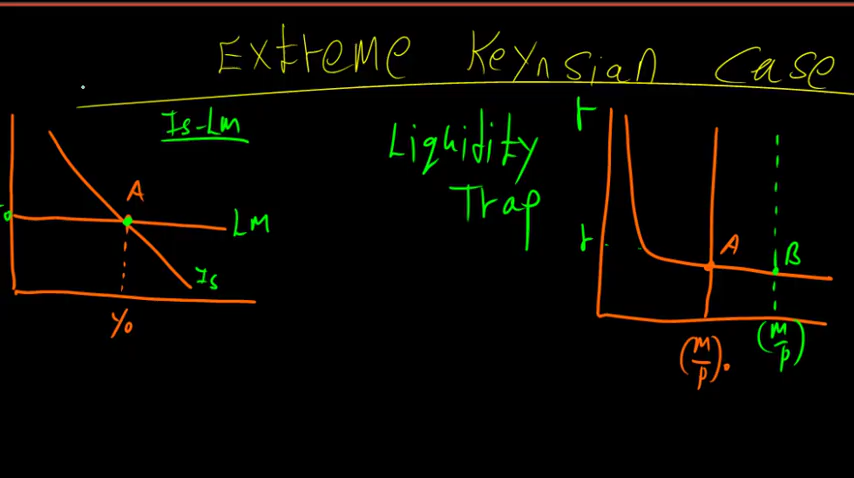 Extreme Keynsian Case
Is-Lm
Liquidity
Trap
r
A
LM
Is
Y₀
r
A
B
(M/P)₀
(M/P)